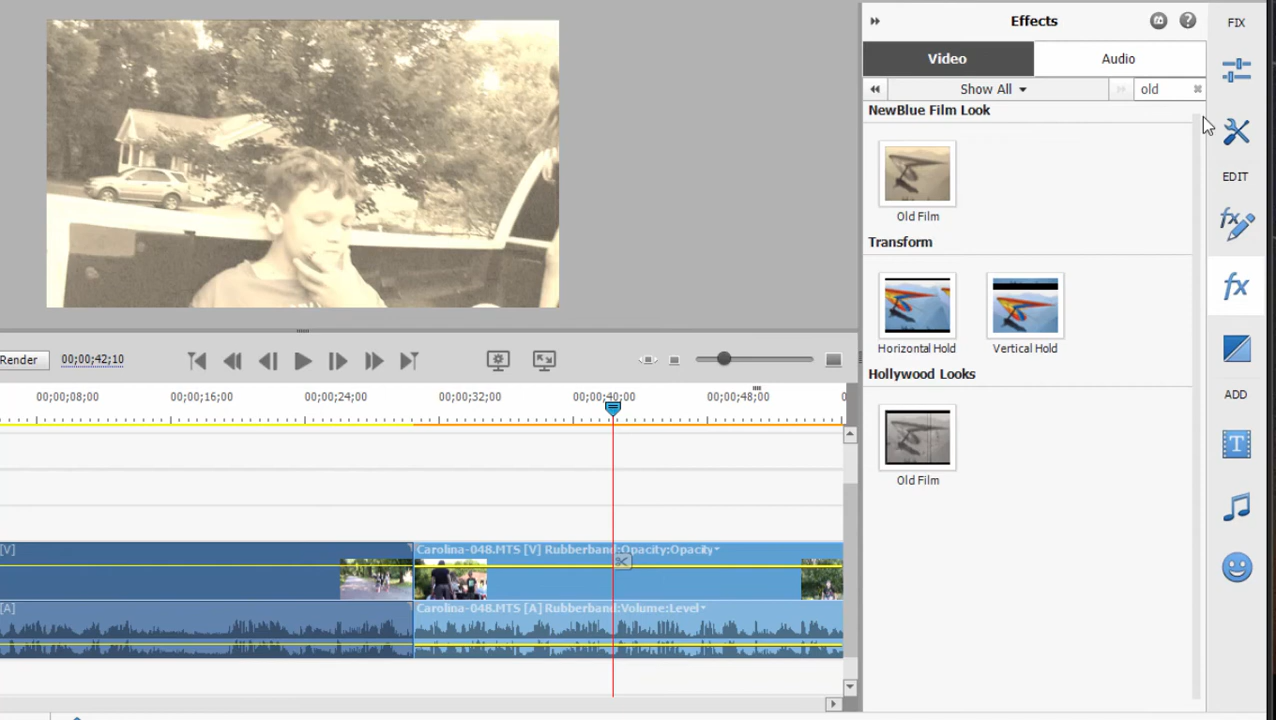 Effects
FIX
Video
Audio
Show All
old
NewBlue Film Look
Old Film
EDIT
Transform
Horizontal Hold
Vertical Hold
Hollywood Looks
ADD
Old Film
Render
00;00;42;10
00;00;08;00
00;00;16;00
00;00;24;00
00;00;32;00
00;00;40;00
00;00;48;00
[V]
Carolina-048.MTS [V] Rubberband:Opacity:Opacity
[A]
Carolina-048.MTS [A] Rubberband:Volume:Level